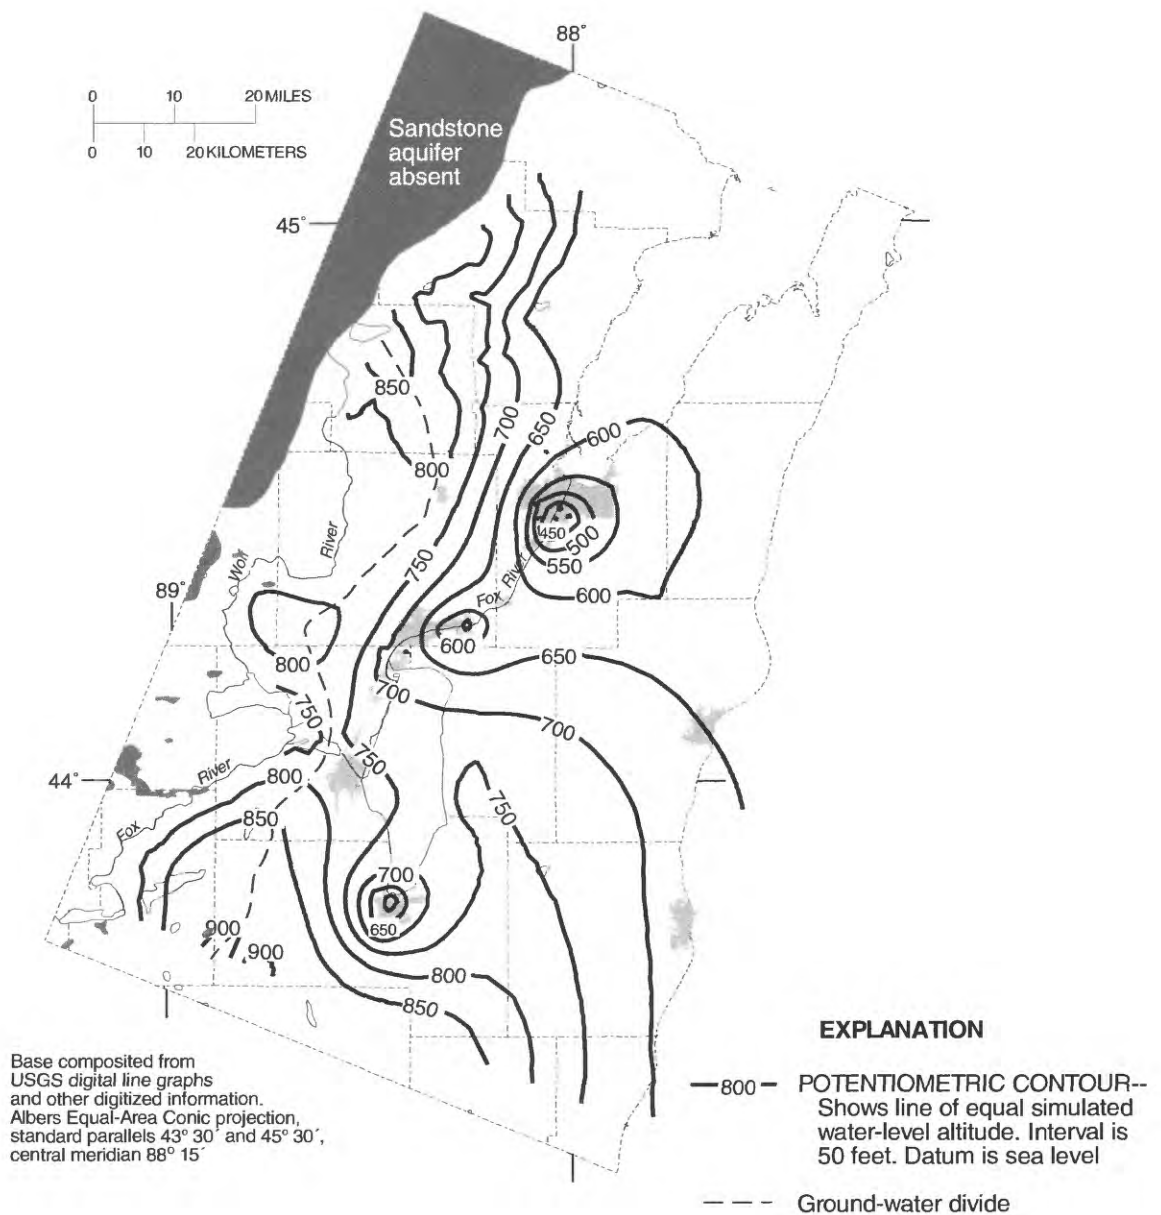 88°
0 10 20 MILES
0 10 20 KILOMETERS
Sandstone
aquifer
absent
45°
850
700
650
600
800
450
500
550
750
River
Wolf
Fox River
600
89°
600
650
800
700
750
700
750
44°
River
800
750
Fox
850
700
650
900
900
800
850
EXPLANATION
Base composited from
USGS digital line graphs
and other digitized information.
Albers Equal-Area Conic projection,
standard parallels 43° 30´ and 45° 30´,
central meridian 88° 15´
800 POTENTIOMETRIC CONTOUR--
Shows line of equal simulated
water-level altitude. Interval is
50 feet. Datum is sea level
Ground-water divide